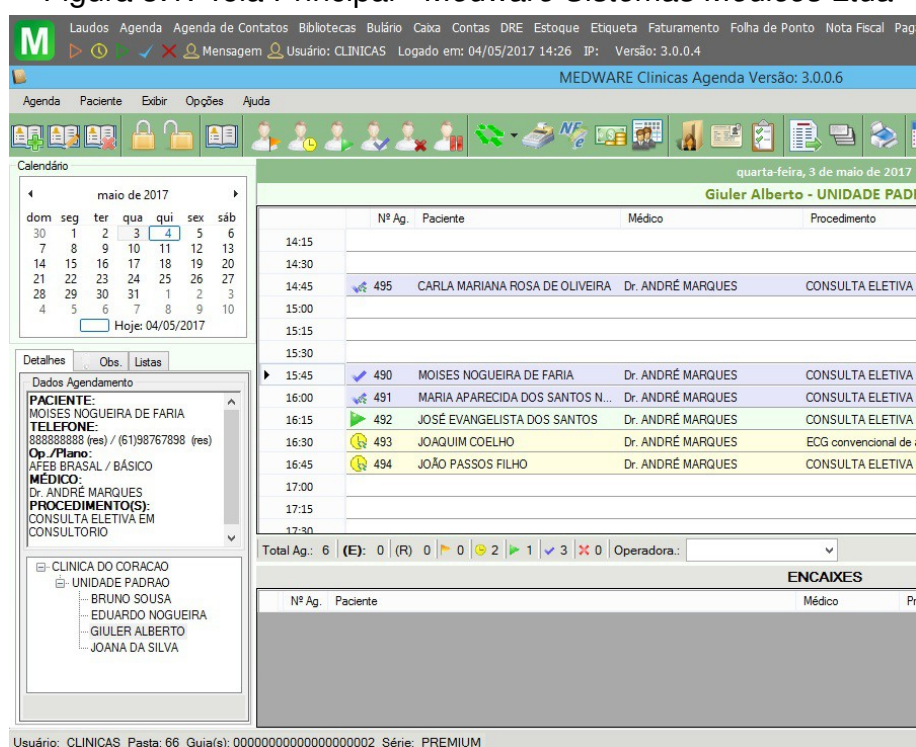 Laudos Agenda Agenda de Contatos Bibliotecas Bulário Caixa Contas DRE Estoque Etiqueta Faturamento Folha de Ponto Nota Fiscal Pag
M Mensagem Usuário: CLINICAS Logado em: 04/05/2017 14:26 IP: Versão: 3.0.0.4
MEDWARE Clinicas Agenda Versão: 3.0.0.6
Agenda Paciente Exibir Opções Ajuda
NF e
Calendário
maio de 2017
dom seg ter qua qui sex sáb
30 1 2 3 4 5 6
7 8 9 10 11 12 13
14 15 16 17 18 19 20
21 22 23 24 25 26 27
28 29 30 31 1 2 3
4 5 6 7 8 9 10
Hoje: 04/05/2017
Detalhes Obs. Listas
Dados Agendamento
PACIENTE:
MOISES NOGUEIRA DE FARIA
TELEFONE:
888888888 (res) / (61)98767898 (res)
Op./Plano:
AFEB BRASAL / BÁSICO
MÉDICO:
Dr. ANDRÉ MARQUES
PROCEDIMENTO(S):
CONSULTA ELETIVA EM
CONSULTORIO
CLINICA DO CORACAO
UNIDADE PADRAO
BRUNO SOUSA
EDUARDO NOGUEIRA
GIULER ALBERTO
JOANA DA SILVA
quarta-feira, 3 de maio de 2017
Giuler Alberto - UNIDADE PAD
Nº Ag. Paciente Médico Procedimento
14:15
14:30
14:45 495 CARLA MARIANA ROSA DE OLIVEIRA Dr. ANDRÉ MARQUES CONSULTA ELETIVA
15:00
15:15
15:30
15:45 490 MOISES NOGUEIRA DE FARIA Dr. ANDRÉ MARQUES CONSULTA ELETIVA
16:00 491 MARIA APARECIDA DOS SANTOS N... Dr. ANDRÉ MARQUES CONSULTA ELETIVA
16:15 492 JOSÉ EVANGELISTA DOS SANTOS Dr. ANDRÉ MARQUES CONSULTA ELETIVA
16:30 493 JOAQUIM COELHO Dr. ANDRÉ MARQUES ECG convencional de
16:45 494 JOÃO PASSOS FILHO Dr. ANDRÉ MARQUES CONSULTA ELETIVA
17:00
17:15
17:30
Total Ag.: 6 (E): 0 (R) 0 0 2 1 3 0 Operadora.:
ENCAIXES
Nº Ag. Paciente Médico Pr
Usuário: CLINICAS Pasta: 66 Guia(s): 00000000000000000002 Série: PREMIUM